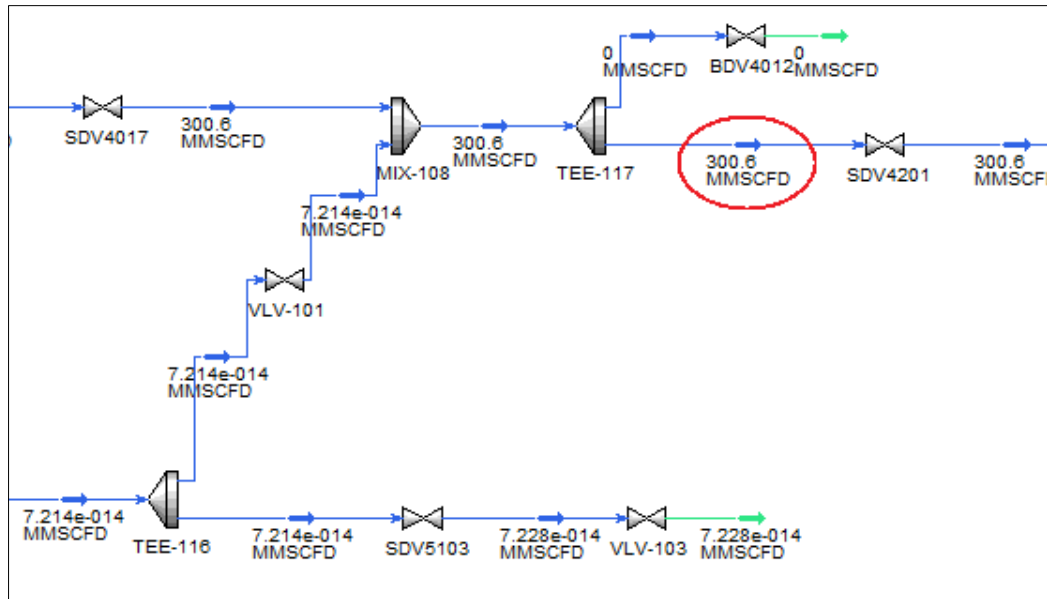 0
MMSCFD
BDV4012
0
MMSCFD
SDV4017
300.6
MMSCFD
MIX-108
300.6
MMSCFD
TEE-117
300.6
MMSCFD
SDV4201
300.6
MMSCF
7.214e-014
MMSCFD
VLV-101
7.214e-014
MMSCFD
7.214e-014
MMSCFD
TEE-116
7.214e-014
MMSCFD
SDV5103
7.228e-014
MMSCFD
VLV-103
7.228e-014
MMSCFD